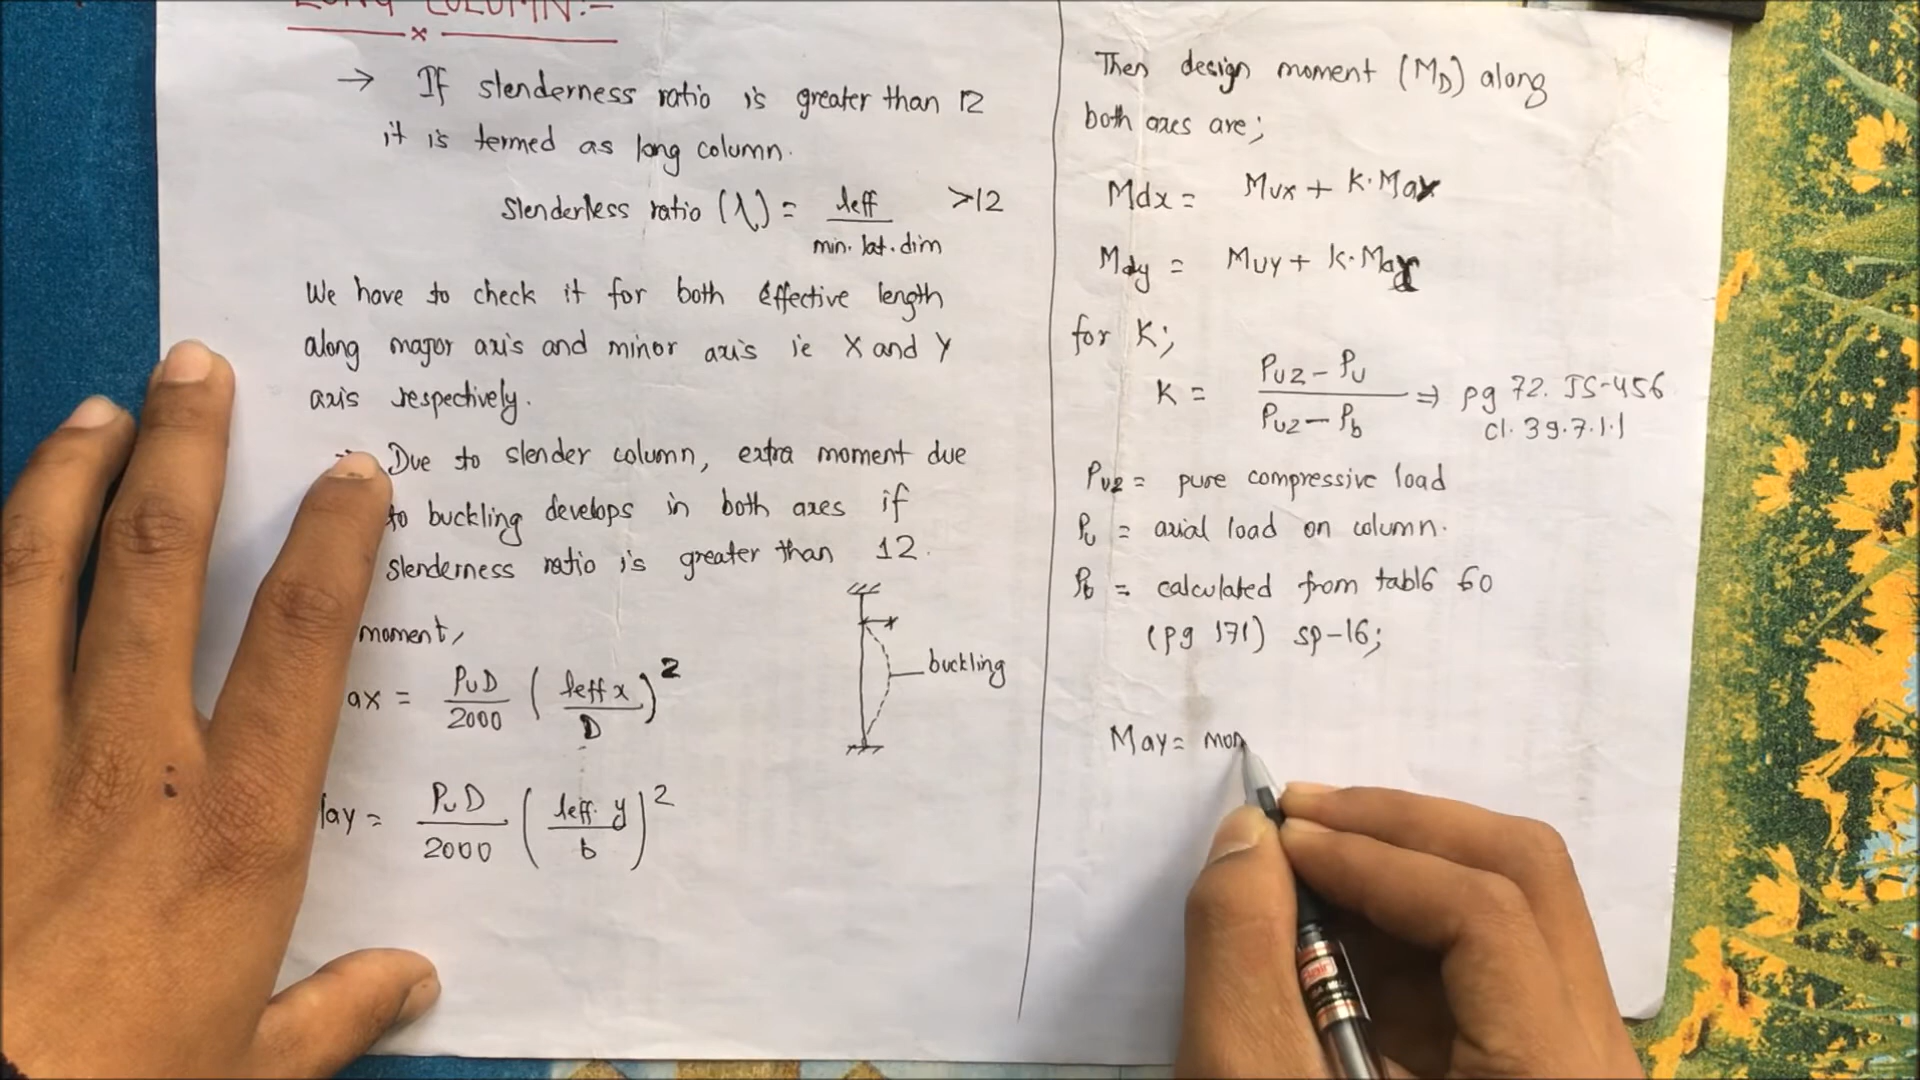 LONG COLUMN:-
x
→ If slenderness ratio is greater than 12
it is termed as long column.
Slenderless ratio (λ) = leff / min. lat. dim >12
We have to check it for both effective length
along major axis and minor axis ie X and Y
axis respectively.
→ Due to slender column, extra moment due
to buckling develops in both axes if
slenderness ratio is greater than 12.
moment,
ax = PuD / 2000 ( leff x / D )²
buckling
ay = PuD / 2000 ( leff. y / b )²
Then design moment (MD) along
both axes are;
Mdx = Mux + K.Max
Mdy = Muy + K.May
for K;
K = Puz - Pu / Puz - Pb ⇒ pg 72. IS-456
cl. 39.7.1.1
Puz = pure compressive load
Pu = axial load on column.
Pb = calculated from table 60
(pg 171) sp-16;
May = mom